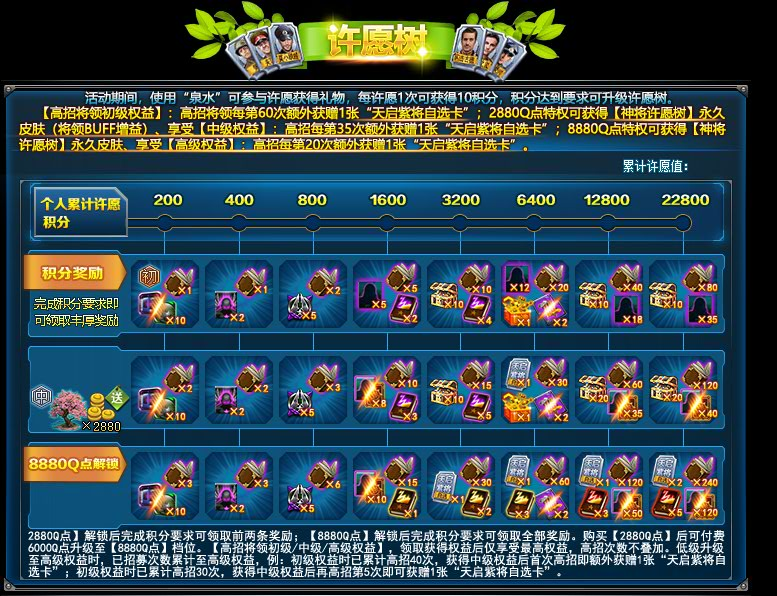 许愿树
活动期间，使用“泉水”可参与许愿获得礼物，每许愿1次可获得10积分，积分达到要求可升级许愿树。
【高招将领初级权益】：高招将领每第60次额外获赠1张“天启紫将自选卡”；2880Q点特权可获得【神将许愿树】永久
皮肤（将领BUFF增益）、享受【中级权益】：高招每第35次额外获赠1张“天启紫将自选卡”；8880Q点特权可获得【神将
许愿树】永久皮肤、享受【高级权益】：高招每第20次额外获赠1张“天启紫将自选卡”。
累计许愿值：
个人累计许愿
积分
200 400 800 1600 3200 6400 12800 22800
积分奖励
完成积分要求即
可领取丰厚奖励
初 ×1 ×10
×1 ×2
×2 ×5
×5 ×5 ×2
×10 ×10 ×4
×12 ×20 ×1 ×2
×40 ×10 ×18
×80 ×10 ×35
中 送 ×2880
×2 ×10
×2 ×2
×3 ×5
×10 ×8 ×3
×15 ×20 ×5
×1 ×30 ×1 ×2
×60 ×20 ×35
×120 ×20 ×40
8880Q点解锁
×3 ×10
×3 ×2
×6 ×5
×15 ×10 ×1
×30 ×1 ×2
天启紫将 ×1 ×60 ×3 ×2
天启紫将 ×1 ×120 ×3 ×50
天启紫将 ×2 ×240 ×5 ×120
2880Q点】解锁后完成积分要求可领取前两条奖励；【8880Q点】解锁后完成积分要求可领取全部奖励。购买【2880Q点】后可付费
6000Q点升级至【8880Q点】档位。【高招将领初级/中级/高级权益】，领取获得权益后仅享受最高权益，高招次数不叠加。低级升级
至高级权益时，已招募次数累计至高级权益，例：初级权益时已累计高招40次，获得中级权益后首次高招即额外获赠1张“天启紫将自
选卡”；初级权益时已累计高招30次，获得中级权益后再高招第5次即可获赠1张“天启紫将自选卡”。